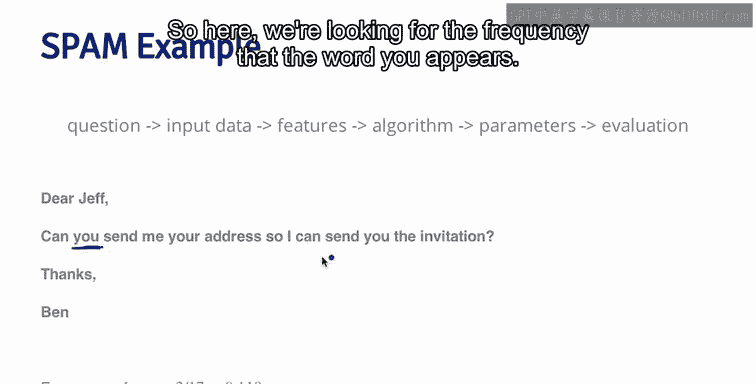 So here, we're looking for the frequency
that the word you appears.
SPAM Example
question -> input data -> features -> algorithm -> parameters -> evaluation
Dear Jeff,
Can you send me your address so I can send you the invitation?
Thanks,
Ben